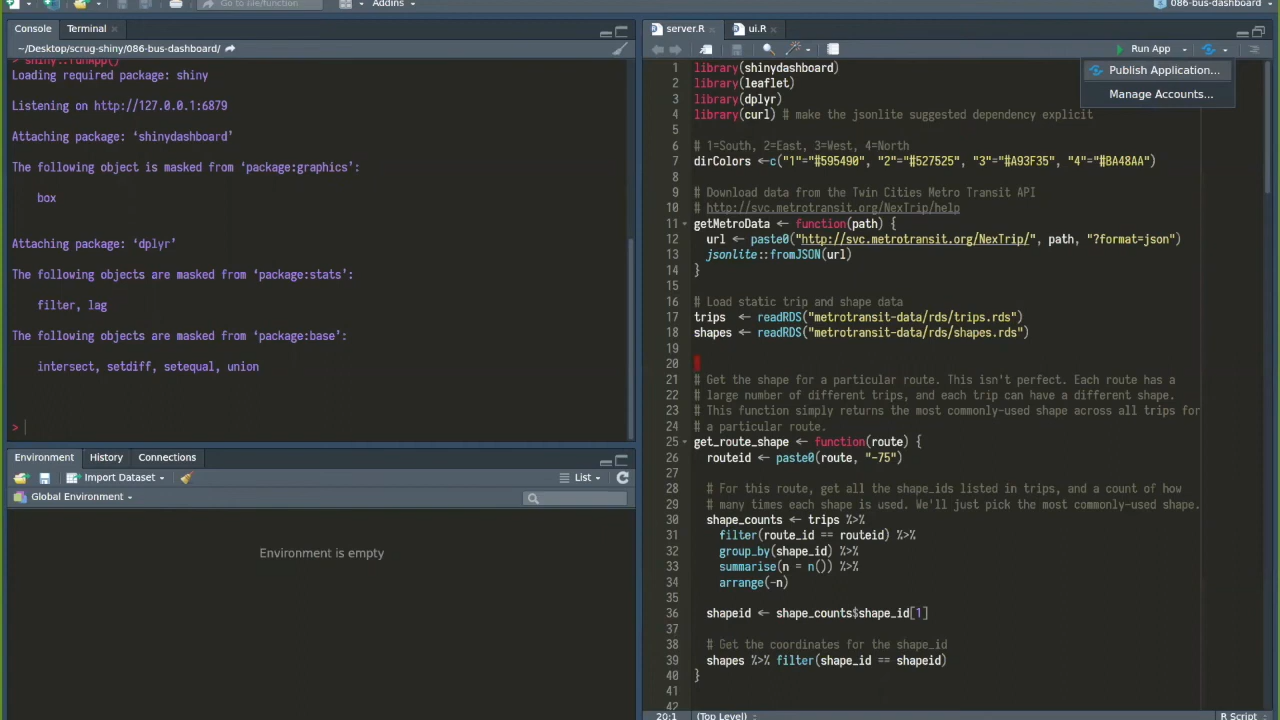 Go to file/function
Addins
086-bus-dashboard
Console
Terminal
~/Desktop/scrug-shiny/086-bus-dashboard/
> shiny::runApp()
Loading required package: shiny
Listening on http://127.0.0.1:6879
Attaching package: ‘shinydashboard’
The following object is masked from ‘package:graphics’:
box
Attaching package: ‘dplyr’
The following objects are masked from ‘package:stats’:
filter, lag
The following objects are masked from ‘package:base’:
intersect, setdiff, setequal, union
>
Environment
History
Connections
Import Dataset
List
Global Environment
Environment is empty
server.R
ui.R
Run App
Publish Application...
Manage Accounts...
1 library(shinydashboard)
2 library(leaflet)
3 library(dplyr)
4 library(curl) # make the jsonlite suggested dependency explicit
5
6 # 1=South, 2=East, 3=West, 4=North
7 dirColors <-c("1"="#595490", "2"="#527525", "3"="#A93F35", "4"="#BA48AA")
8
9 # Download data from the Twin Cities Metro Transit API
10 # http://svc.metrotransit.org/NexTrip/help
11 getMetroData <- function(path) {
12 url <- paste0("http://svc.metrotransit.org/NexTrip/", path, "?format=json")
13 jsonlite::fromJSON(url)
14 }
15
16 # Load static trip and shape data
17 trips <- readRDS("metrotransit-data/rds/trips.rds")
18 shapes <- readRDS("metrotransit-data/rds/shapes.rds")
19
20
21 # Get the shape for a particular route. This isn't perfect. Each route has a
22 # large number of different trips, and each trip can have a different shape.
23 # This function simply returns the most commonly-used shape across all trips for
24 # a particular route.
25 get_route_shape <- function(route) {
26 routeid <- paste0(route, "-75")
27
28 # For this route, get all the shape_ids listed in trips, and a count of how
29 # many times each shape is used. We'll just pick the most commonly-used shape.
30 shape_counts <- trips %>%
31 filter(route_id == routeid) %>%
32 group_by(shape_id) %>%
33 summarise(n = n()) %>%
34 arrange(-n)
35
36 shapeid <- shape_counts$shape_id[1]
37
38 # Get the coordinates for the shape_id
39 shapes %>% filter(shape_id == shapeid)
40 }
41
42
20:1
(Top Level)
R Script